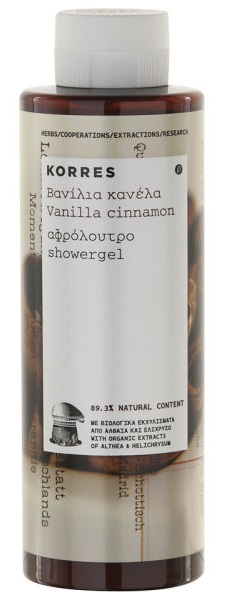 HERBS/COOPERATIONS/EXTRACTIONS/RESEARCH
KORRES
Βανίλια κανέλα
Vanilla cinnamon
αφρόλουτρο
showergel
89.3% NATURAL CONTENT
ΜΕ ΒΙΟΛΟΓΙΚΑ ΕΚΧΥΛΙΣΜΑΤΑ
ΑΠΟ ΑΛΘΑΙΑ ΚΑΙ ΕΛΙΧΡΥΣΟ
WITH ORGANIC EXTRACTS
OF ALTHEA & HELICHRYSUM